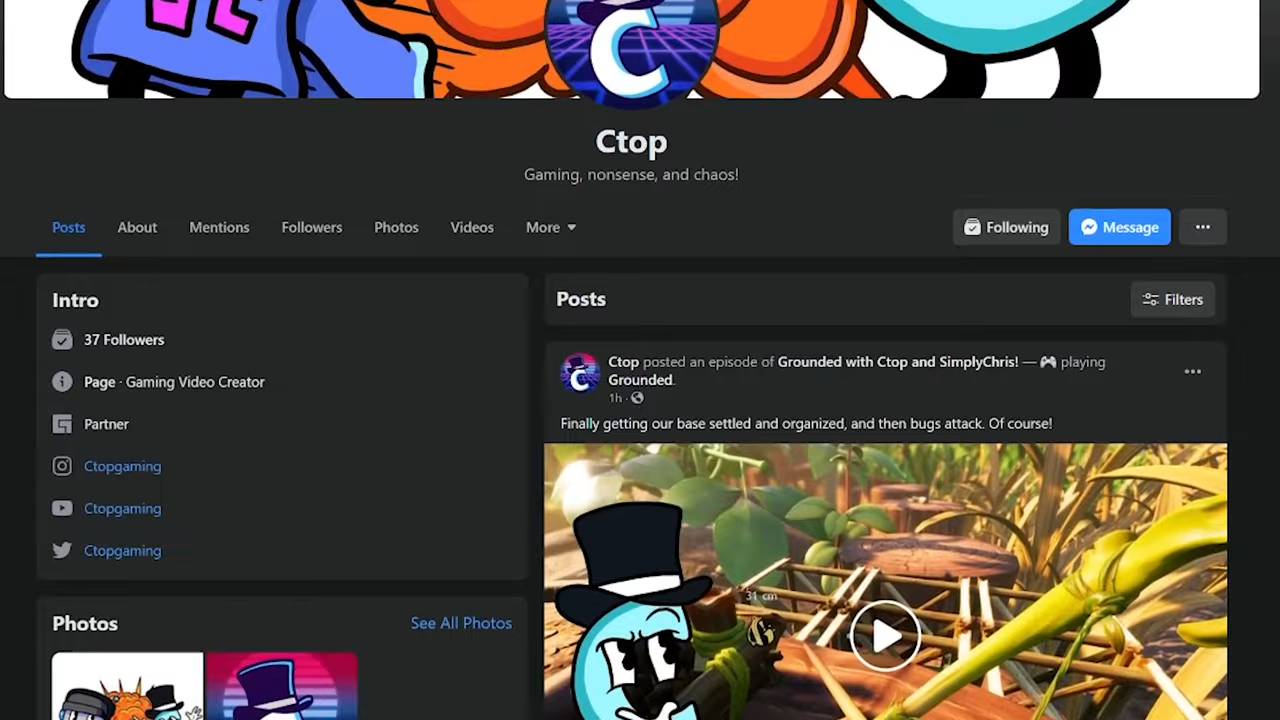 C
Ctop
Gaming, nonsense, and chaos!
Posts About Mentions Followers Photos Videos More
Following Message
Intro
37 Followers
Page · Gaming Video Creator
Partner
Ctopgaming
Ctopgaming
Ctopgaming
Photos See All Photos
Posts Filters
C
Ctop posted an episode of Grounded with Ctop and SimplyChris! — 🎮 playing
Grounded.
1h ·
Finally getting our base settled and organized, and then bugs attack. Of course!
31 cm